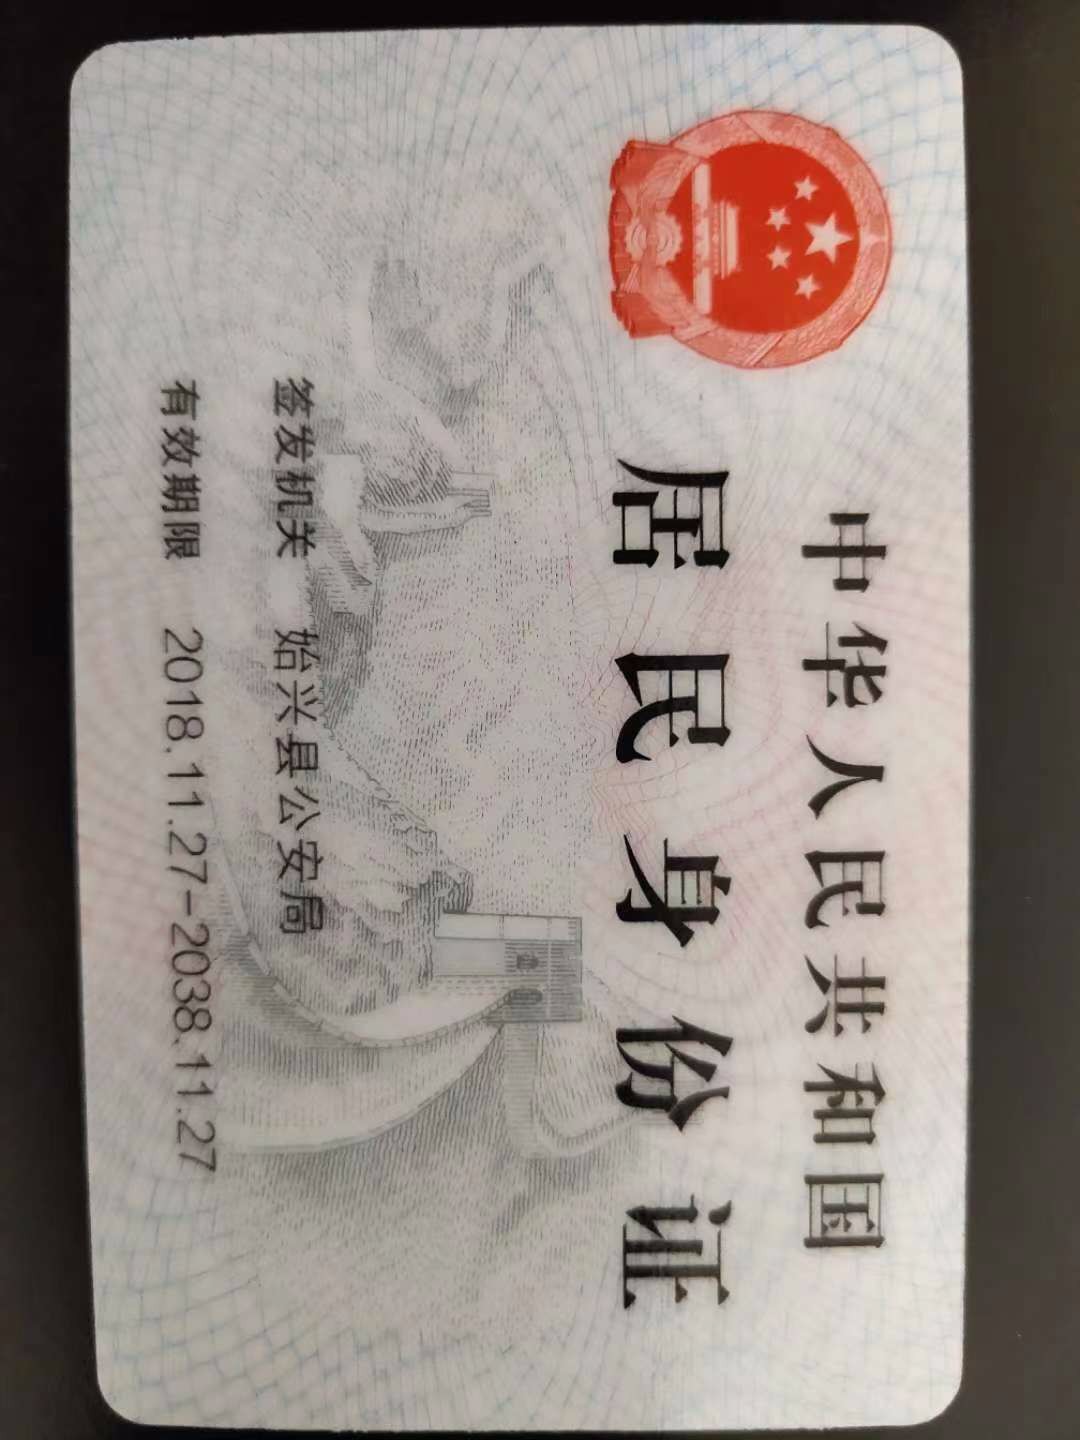 中华人民共和国
居民身份证
签发机关 始兴县公安局
有效期限 2018.11.27-2038.11.27